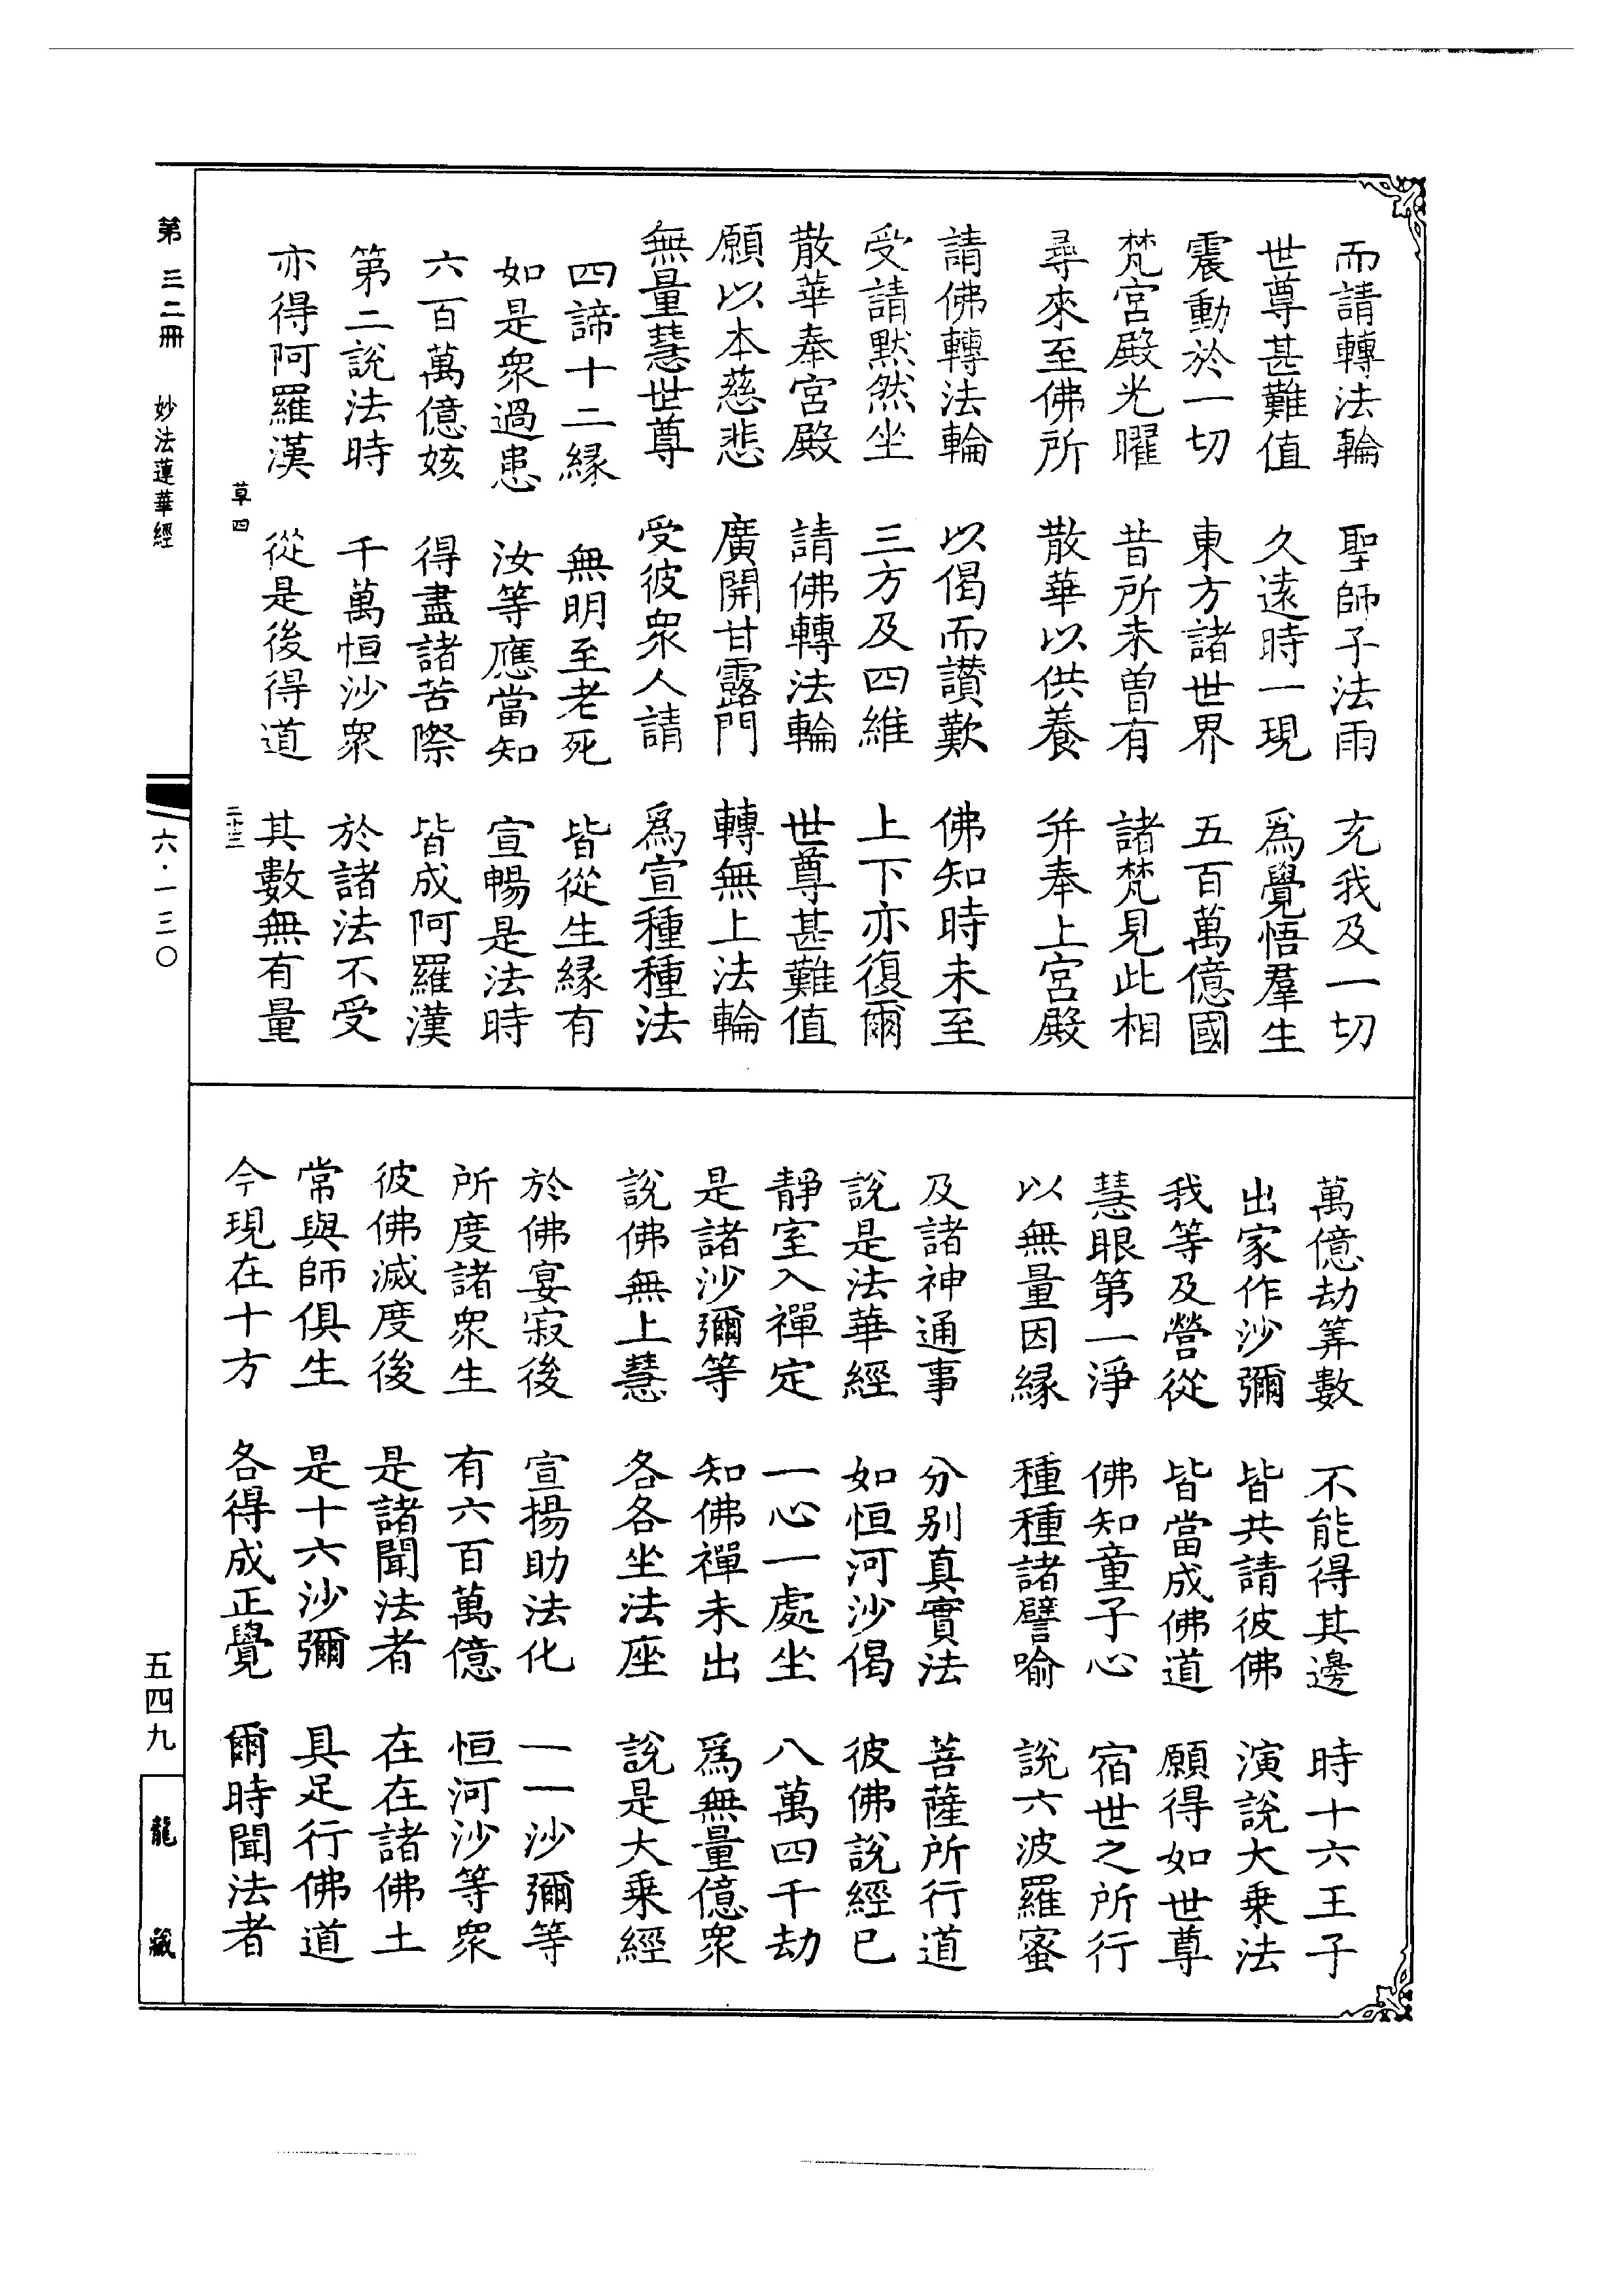 而請轉法輪　聖師子法雨　充我及一切
世尊甚難值　久遠時一現　爲覺悟羣生
震動於一切　東方諸世界　五百萬億國
梵宮殿光曜　昔所未曾有　諸梵見此相
尋來至佛所　散華以供養　并奉上宮殿
請佛轉法輪　以偈而讚歎　佛知時未至
受請默然坐　三方及四維　上下亦復爾
散華奉宮殿　請佛轉法輪　世尊甚難值
願以本慈悲　廣開甘露門　轉無上法輪
無量慧世尊　受彼衆人請　爲宣種種法
四諦十二緣　無明至老死　皆從生緣有
如是衆過患　汝等應當知　宣暢是法時
六百萬億姟　得盡諸苦際　皆成阿羅漢
第二說法時　千萬恒沙衆　於諸法不受
亦得阿羅漢　從是後得道　其數無有量
草四　二十三
萬億劫筭數　不能得其邊　時十六王子
出家作沙彌　皆共請彼佛　演說大乘法
我等及營從　皆當成佛道　願得如世尊
慧眼第一淨　佛知童子心　宿世之所行
以無量因緣　種種諸譬喻　說六波羅蜜
及諸神通事　分別真實法　菩薩所行道
說是法華經　如恒河沙偈　彼佛說經已
靜室入禪定　一心一處坐　八萬四千劫
是諸沙彌等　知佛禪未出　爲無量億衆
說佛無上慧　各各坐法座　說是大乘經
於佛宴寂後　宣揚助法化　一一沙彌等
所度諸衆生　有六百萬億　恒河沙等衆
彼佛滅度後　是諸聞法者　在在諸佛土
常與師俱生　是十六沙彌　具足行佛道
今現在十方　各得成正覺　爾時聞法者
第三二冊　妙法蓮華經　六·一三〇　五四九　龍藏